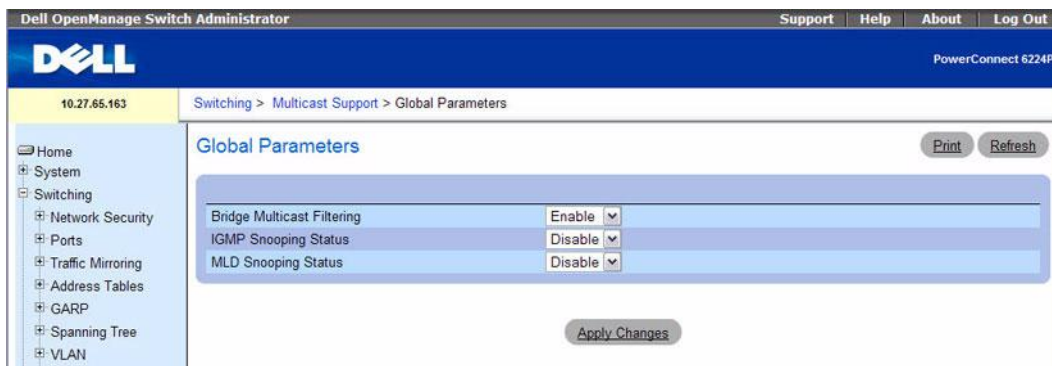 Dell OpenManage Switch Administrator
Support Help About Log Out
DELL
PowerConnect 6224P
10.27.65.163
Switching > Multicast Support > Global Parameters
Home
System
Switching
Network Security
Ports
Traffic Mirroring
Address Tables
GARP
Spanning Tree
VLAN
Global Parameters
Print Refresh
Bridge Multicast Filtering Enable
IGMP Snooping Status Disable
MLD Snooping Status Disable
Apply Changes